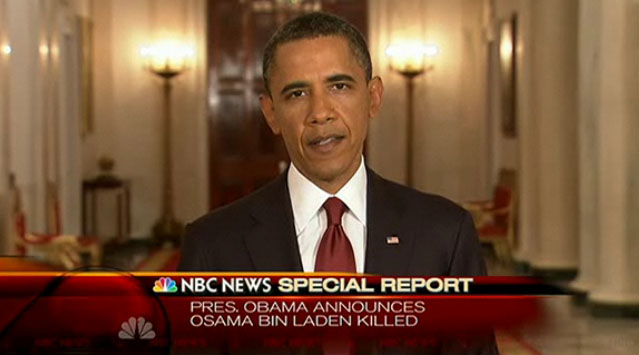 NBC NEWS SPECIAL REPORT
PRES. OBAMA ANNOUNCES
OSAMA BIN LADEN KILLED